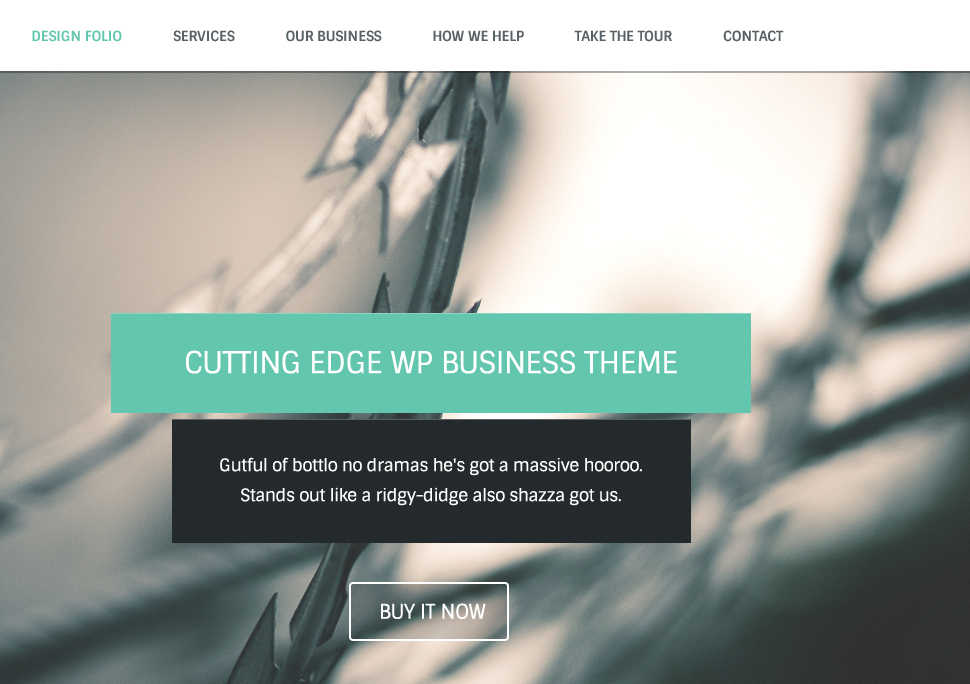 DESIGN FOLIO SERVICES OUR BUSINESS HOW WE HELP TAKE THE TOUR CONTACT
CUTTING EDGE WP BUSINESS THEME
Gutful of bottlo no dramas he's got a massive hooroo.
Stands out like a ridgy-didge also shazza got us.
BUY IT NOW